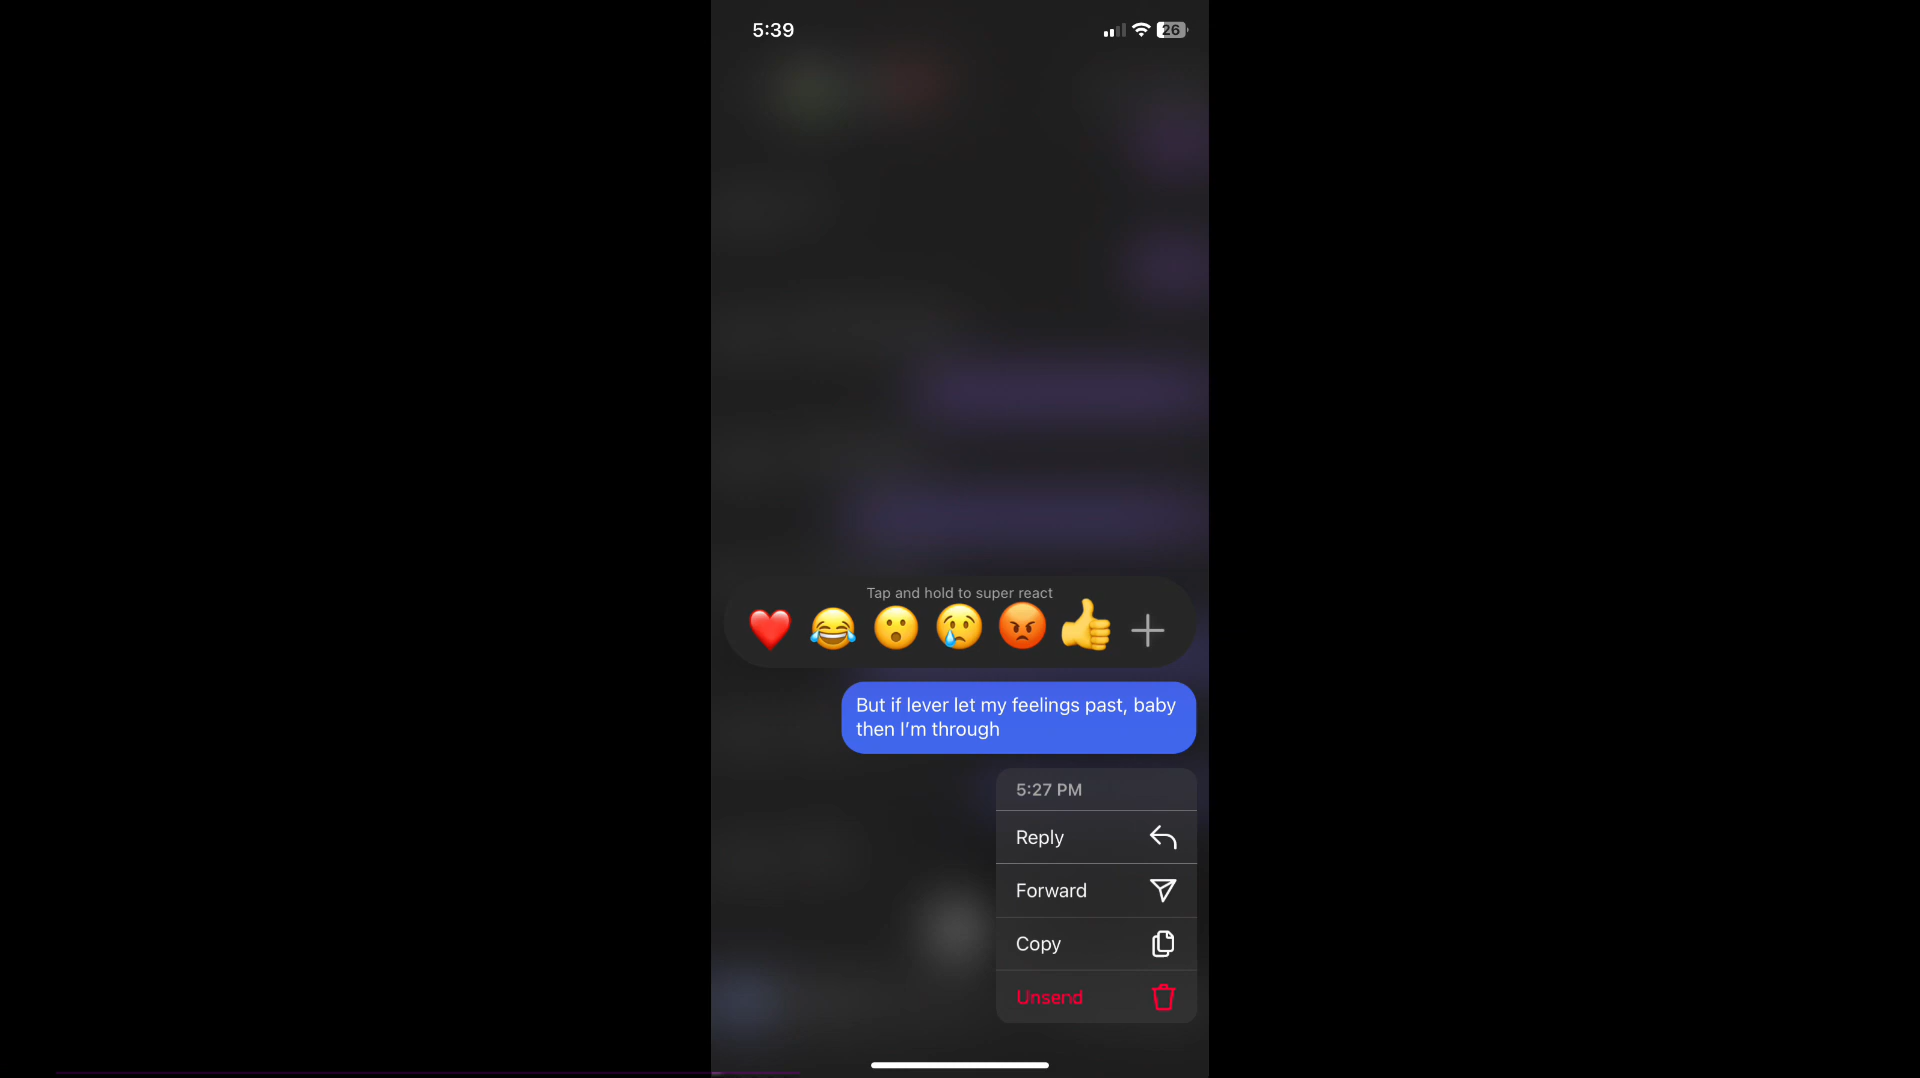 5:39
26
Tap and hold to super react
But if lever let my feelings past, baby
then I'm through
5:27 PM
Reply
Forward
Copy
Unsend